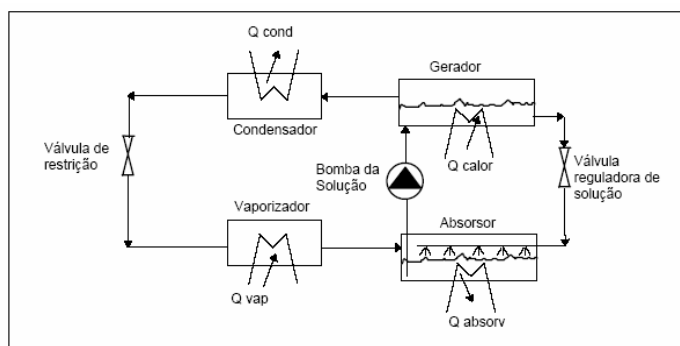 Q cond
Gerador
Condensador
Válvula de
restrição
Bomba da
Solução
Q calor
Válvula
reguladora de
solução
Vaporizador
Absorsor
Q vap
Q absorv